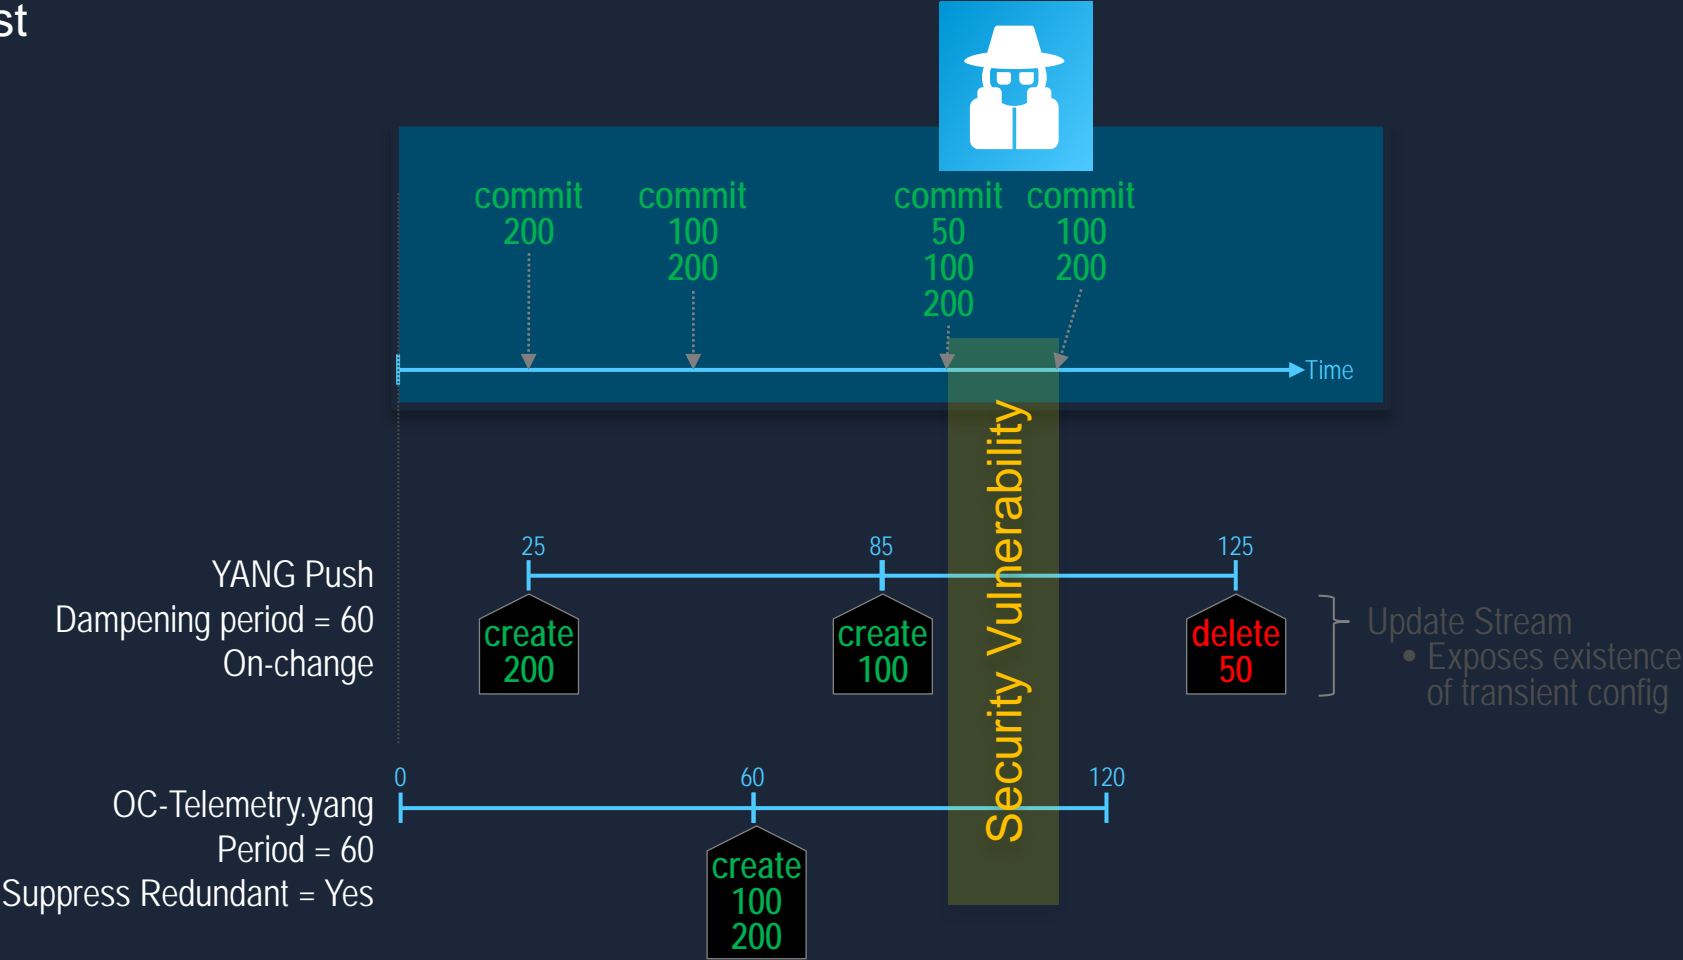 st
commit
200
commit
100
200
commit
50
100
200
commit
100
200
Time
Security Vulnerability
YANG Push
Dampening period = 60
On-change
25
85
125
create
200
create
100
delete
50
Update Stream
• Exposes existence
of transient config
OC-Telemetry.yang
Period = 60
Suppress Redundant = Yes
0
60
120
create
100
200